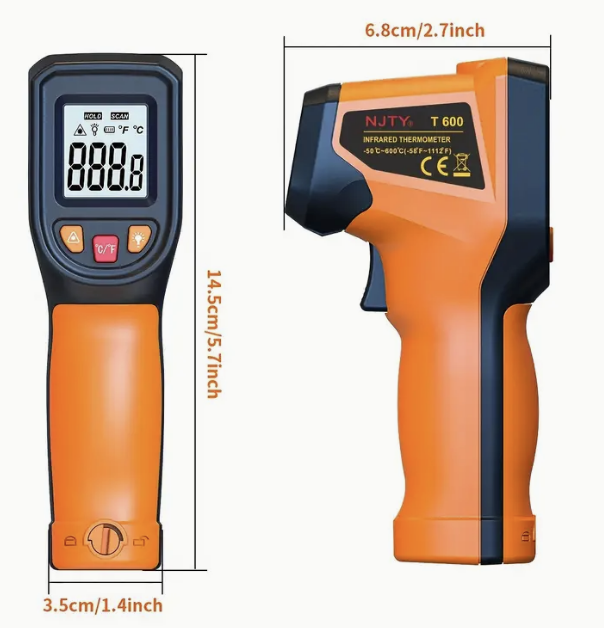 6.8cm/2.7inch
HOLD SCAN
°F °C
888.8
°C/°F
NJTY® T 600
INFRARED THERMOMETER
-50℃~600℃(-58℉~1112℉)
CE
14.5cm/5.7inch
3.5cm/1.4inch